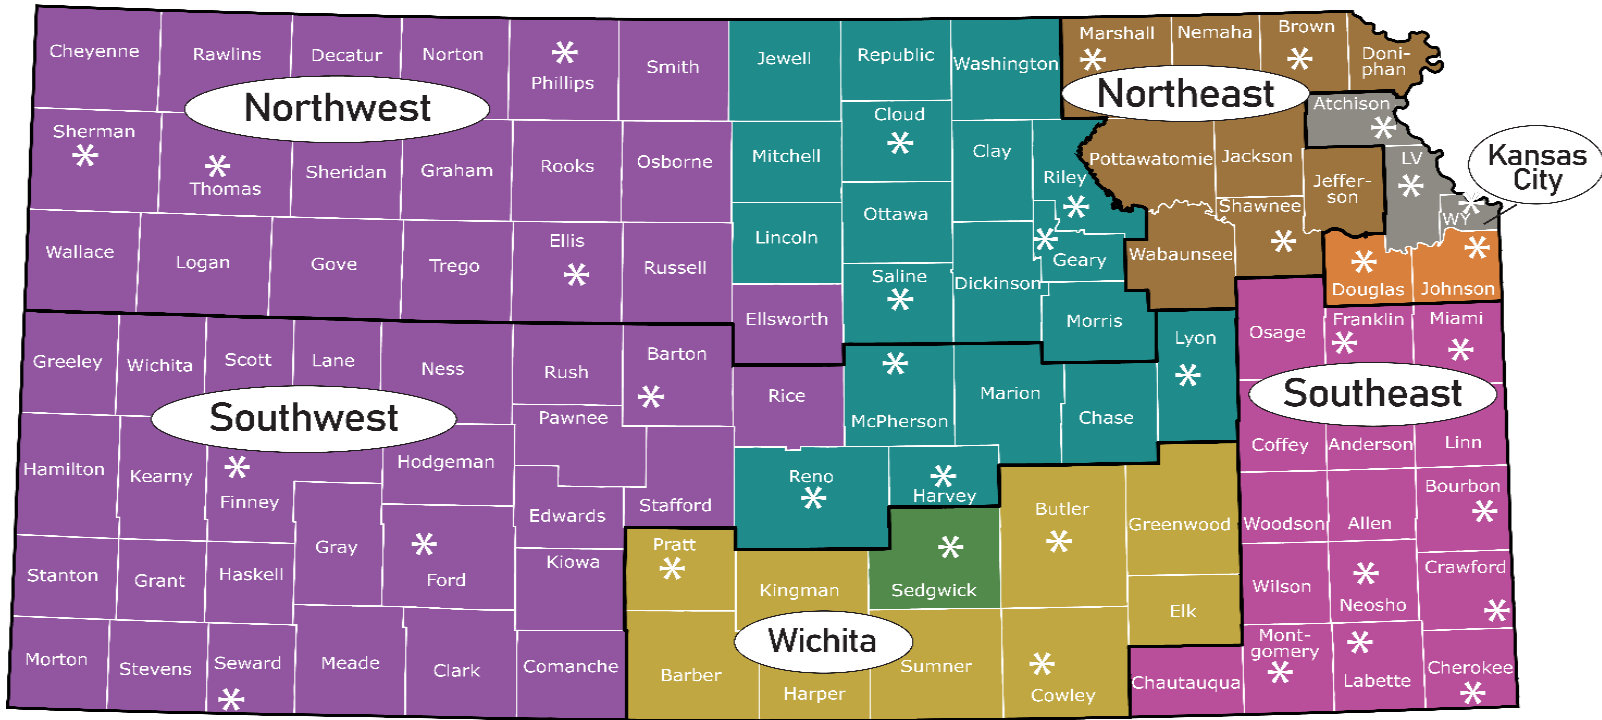 Cheyenne
Rawlins
Decatur
Norton
*
Phillips
Smith
Jewell
Republic
Washington
Marshall
*
Nemaha
Brown
*
Doni-
phan
Northwest
Northeast
Sherman
*
*
Thomas
Sheridan
Graham
Rooks
Osborne
Mitchell
Cloud
*
Clay
Riley
*
Pottawatomie
Jackson
Atchison
*
Jeffer-
son
LV
*
Kansas
City
*
WY
Wallace
Logan
Gove
Trego
Ellis
*
Russell
Lincoln
Ottawa
Saline
*
Dickinson
*
Geary
Wabaunsee
Shawnee
*
*
Douglas
*
Johnson
Ellsworth
Morris
Lyon
*
Osage
Franklin
*
Miami
*
Greeley
Wichita
Scott
Lane
Ness
Rush
Barton
*
Rice
*
McPherson
Marion
Chase
Southwest
Southeast
Pawnee
Hamilton
Kearny
*
Finney
Hodgeman
Stafford
Edwards
Reno
*
*
Harvey
Butler
*
Greenwood
Coffey
Anderson
Linn
Woodson
Allen
Bourbon
*
Stanton
Grant
Haskell
Gray
*
Ford
Kiowa
Pratt
*
Kingman
*
Sedgwick
Elk
Wilson
*
Neosho
Crawford
*
Wichita
Morton
Stevens
Seward
*
Meade
Clark
Comanche
Barber
Harper
Sumner
*
Cowley
Chautauqua
Mont-
gomery
*
*
Labette
Cherokee
*